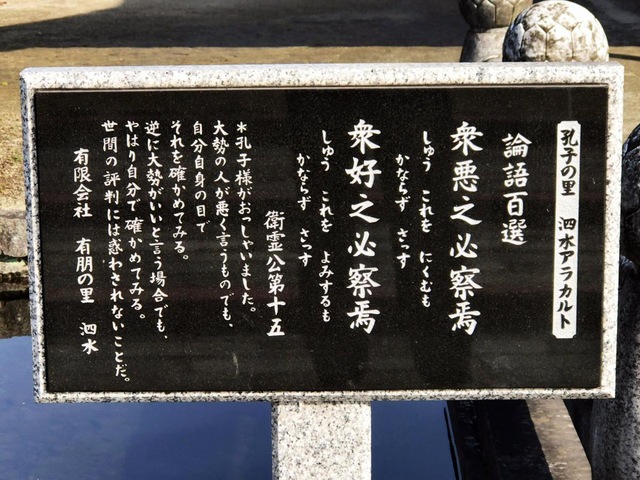 孔子の里 泗水アラカルト
論語百選
衆悪之必察焉
しゅう これを にくむも
かならず さっす
衆好之必察焉
しゅう これを よみするも
かならず さっす
衛霊公第十五
*孔子様がおっしゃいました。
大勢の人が悪く言うものでも、
自分自身の目で
それを確かめてみる。
逆に大勢がいいと言う場合でも、
やはり自分で確かめてみる。
世間の評判には惑わされないことだ。
有限会社 有朋の里 泗水